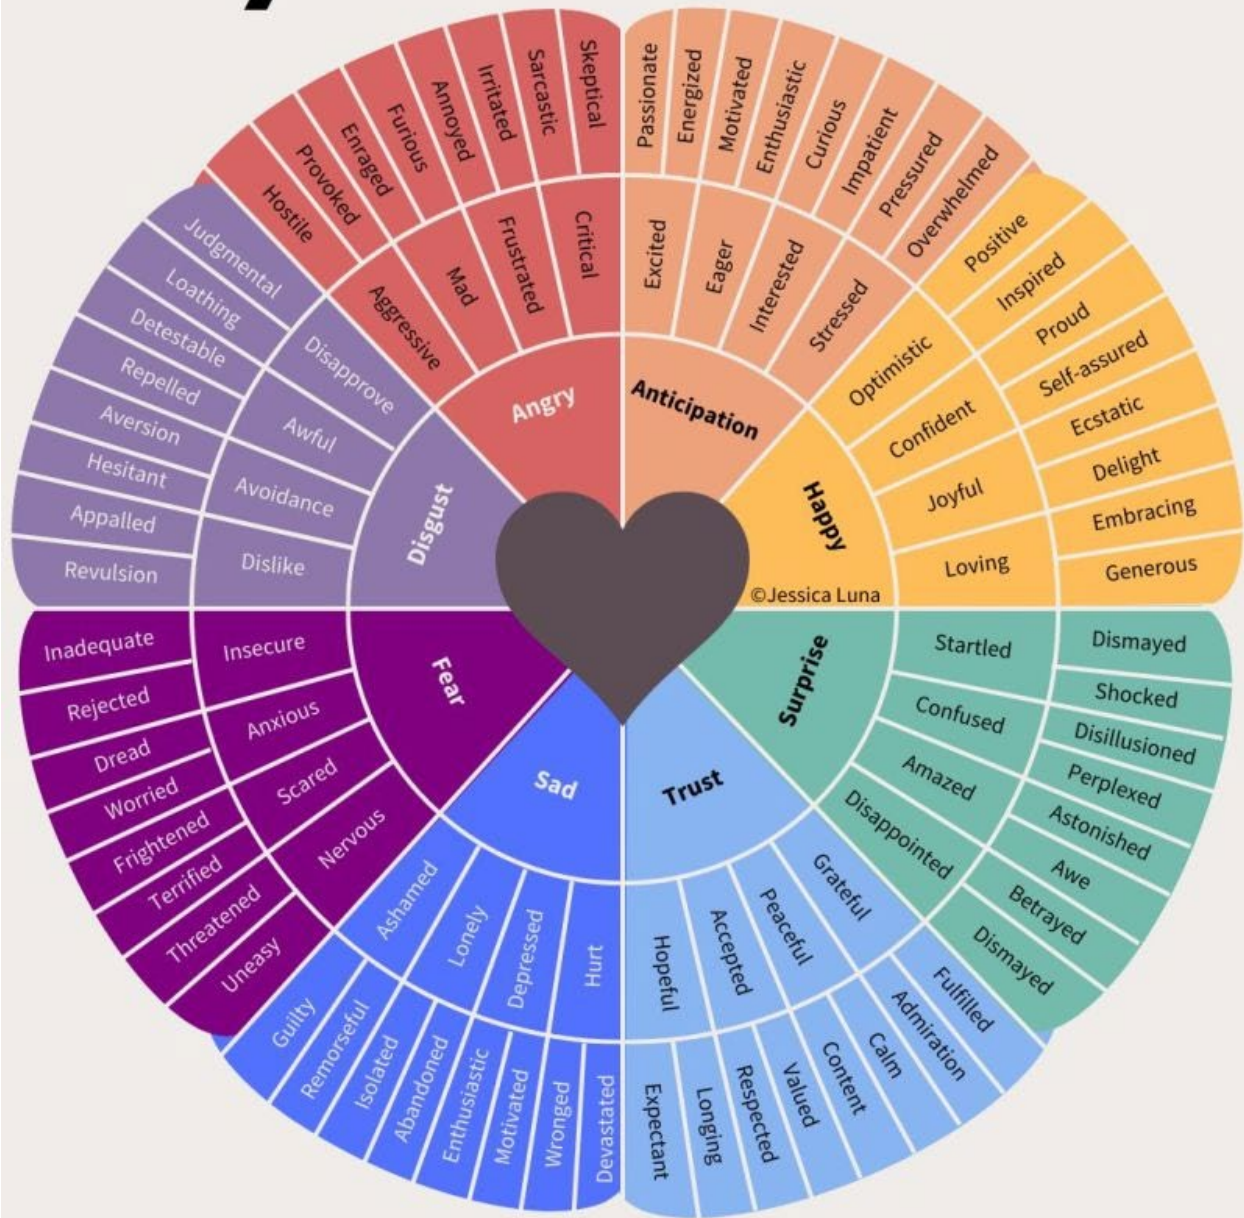 Angry
Aggressive
Mad
Frustrated
Critical
Hostile
Provoked
Enraged
Furious
Annoyed
Irritated
Sarcastic
Skeptical
Anticipation
Excited
Eager
Interested
Stressed
Passionate
Energized
Motivated
Enthusiastic
Curious
Impatient
Pressured
Overwhelmed
Happy
Optimistic
Confident
Joyful
Loving
Positive
Inspired
Proud
Self-assured
Ecstatic
Delight
Embracing
Generous
©Jessica Luna
Surprise
Startled
Confused
Amazed
Disappointed
Dismayed
Shocked
Disillusioned
Perplexed
Astonished
Awe
Betrayed
Dismayed
Trust
Grateful
Peaceful
Accepted
Hopeful
Fulfilled
Admiration
Calm
Content
Valued
Respected
Longing
Expectant
Sad
Hurt
Depressed
Lonely
Ashamed
Devastated
Wronged
Motivated
Enthusiastic
Abandoned
Isolated
Remorseful
Guilty
Fear
Nervous
Scared
Anxious
Insecure
Uneasy
Threatened
Terrified
Frightened
Worried
Dread
Rejected
Inadequate
Disgust
Dislike
Avoidance
Awful
Disapprove
Revulsion
Appalled
Hesitant
Aversion
Repelled
Detestable
Loathing
Judgmental